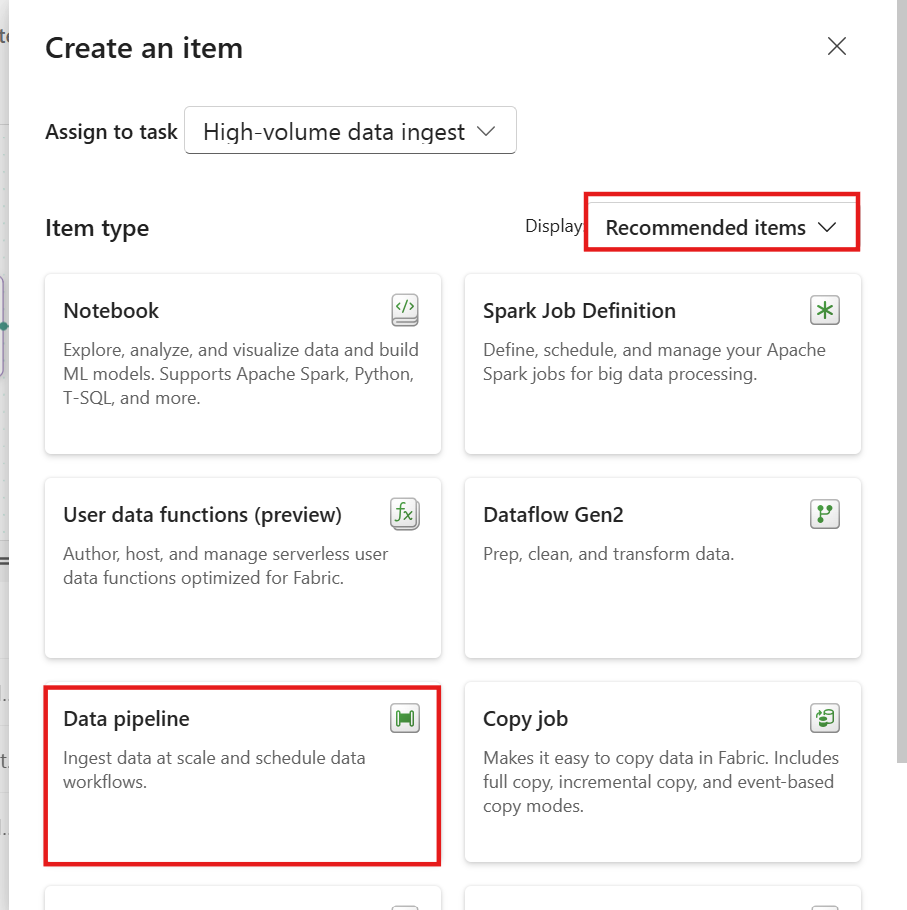 Create an item
Assign to task High-volume data ingest
Item type
Display: Recommended items
Notebook
Explore, analyze, and visualize data and build
ML models. Supports Apache Spark, Python,
T-SQL, and more.
Spark Job Definition
Define, schedule, and manage your Apache
Spark jobs for big data processing.
User data functions (preview)
Author, host, and manage serverless user
data functions optimized for Fabric.
Dataflow Gen2
Prep, clean, and transform data.
Data pipeline
Ingest data at scale and schedule data
workflows.
Copy job
Makes it easy to copy data in Fabric. Includes
full copy, incremental copy, and event-based
copy modes.